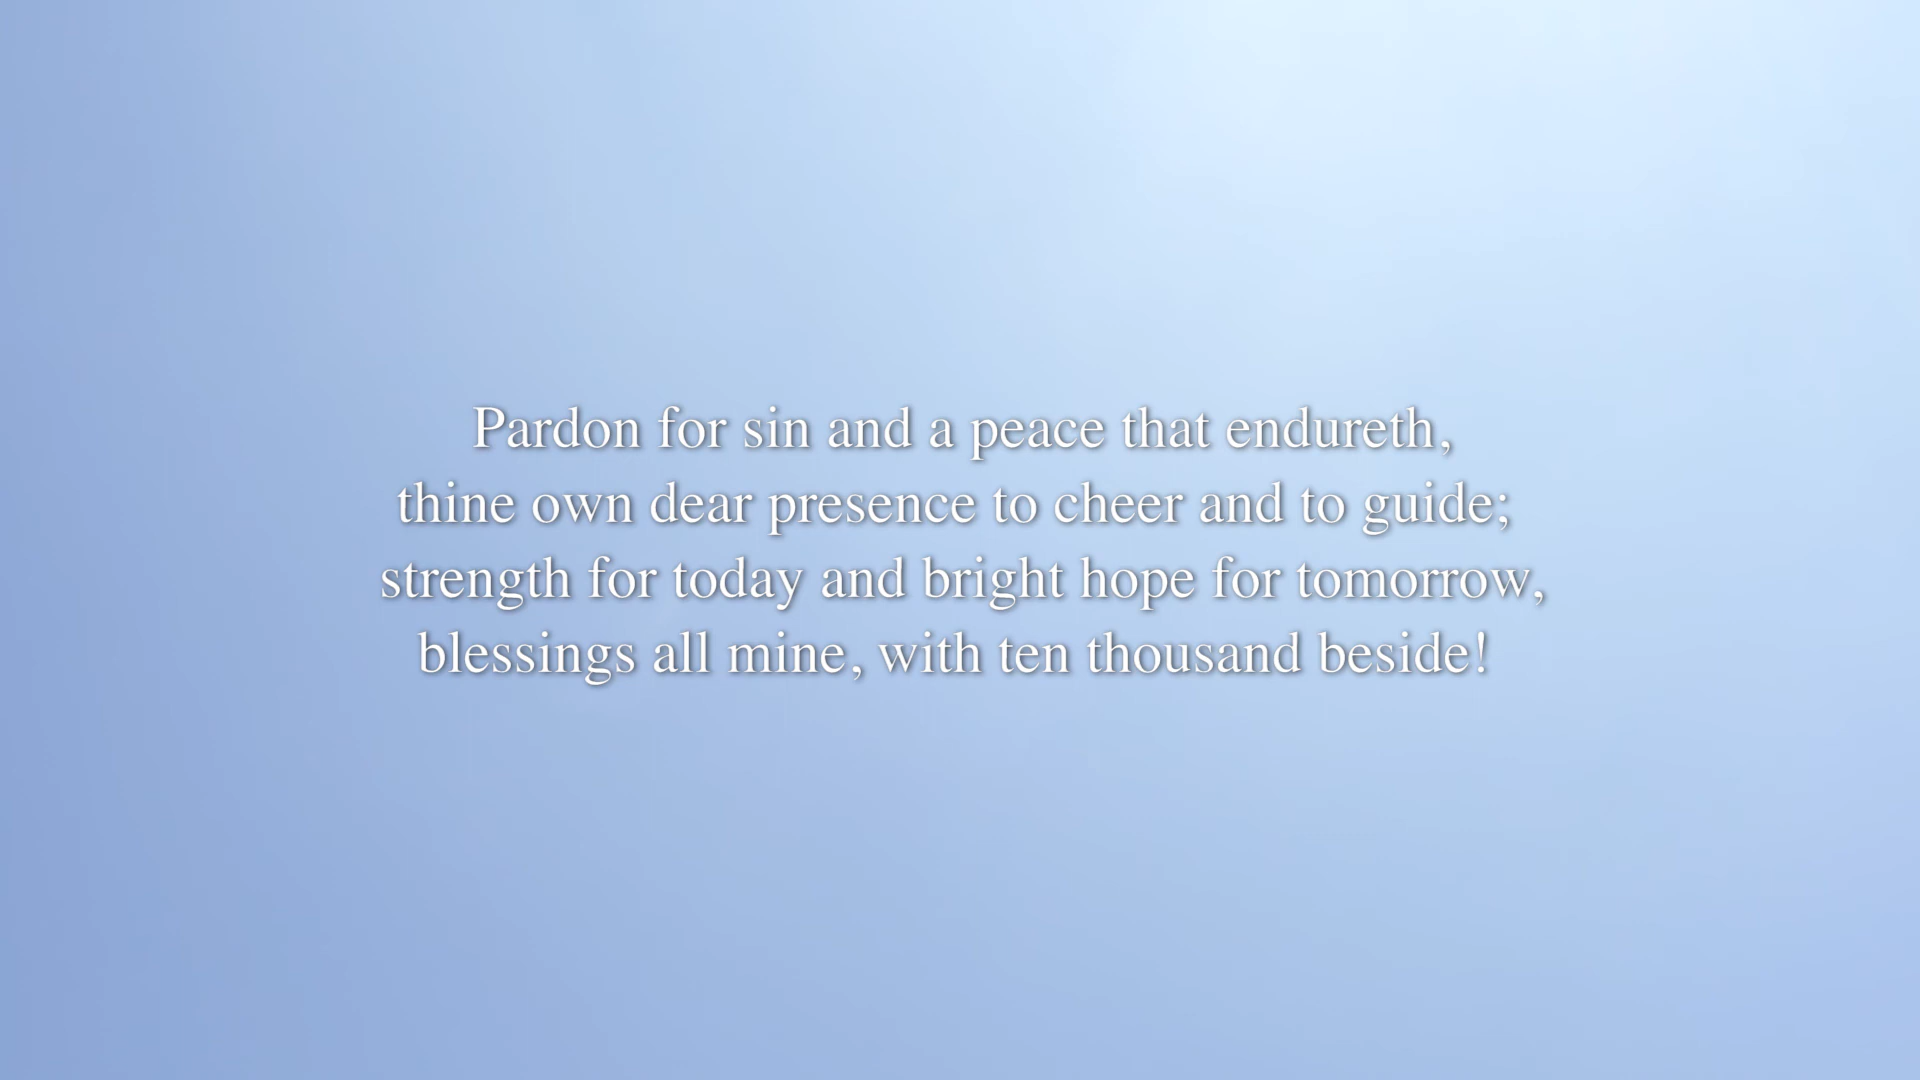 Pardon for sin and a peace that endureth,
thine own dear presence to cheer and to guide;
strength for today and bright hope for tomorrow,
blessings all mine, with ten thousand beside!